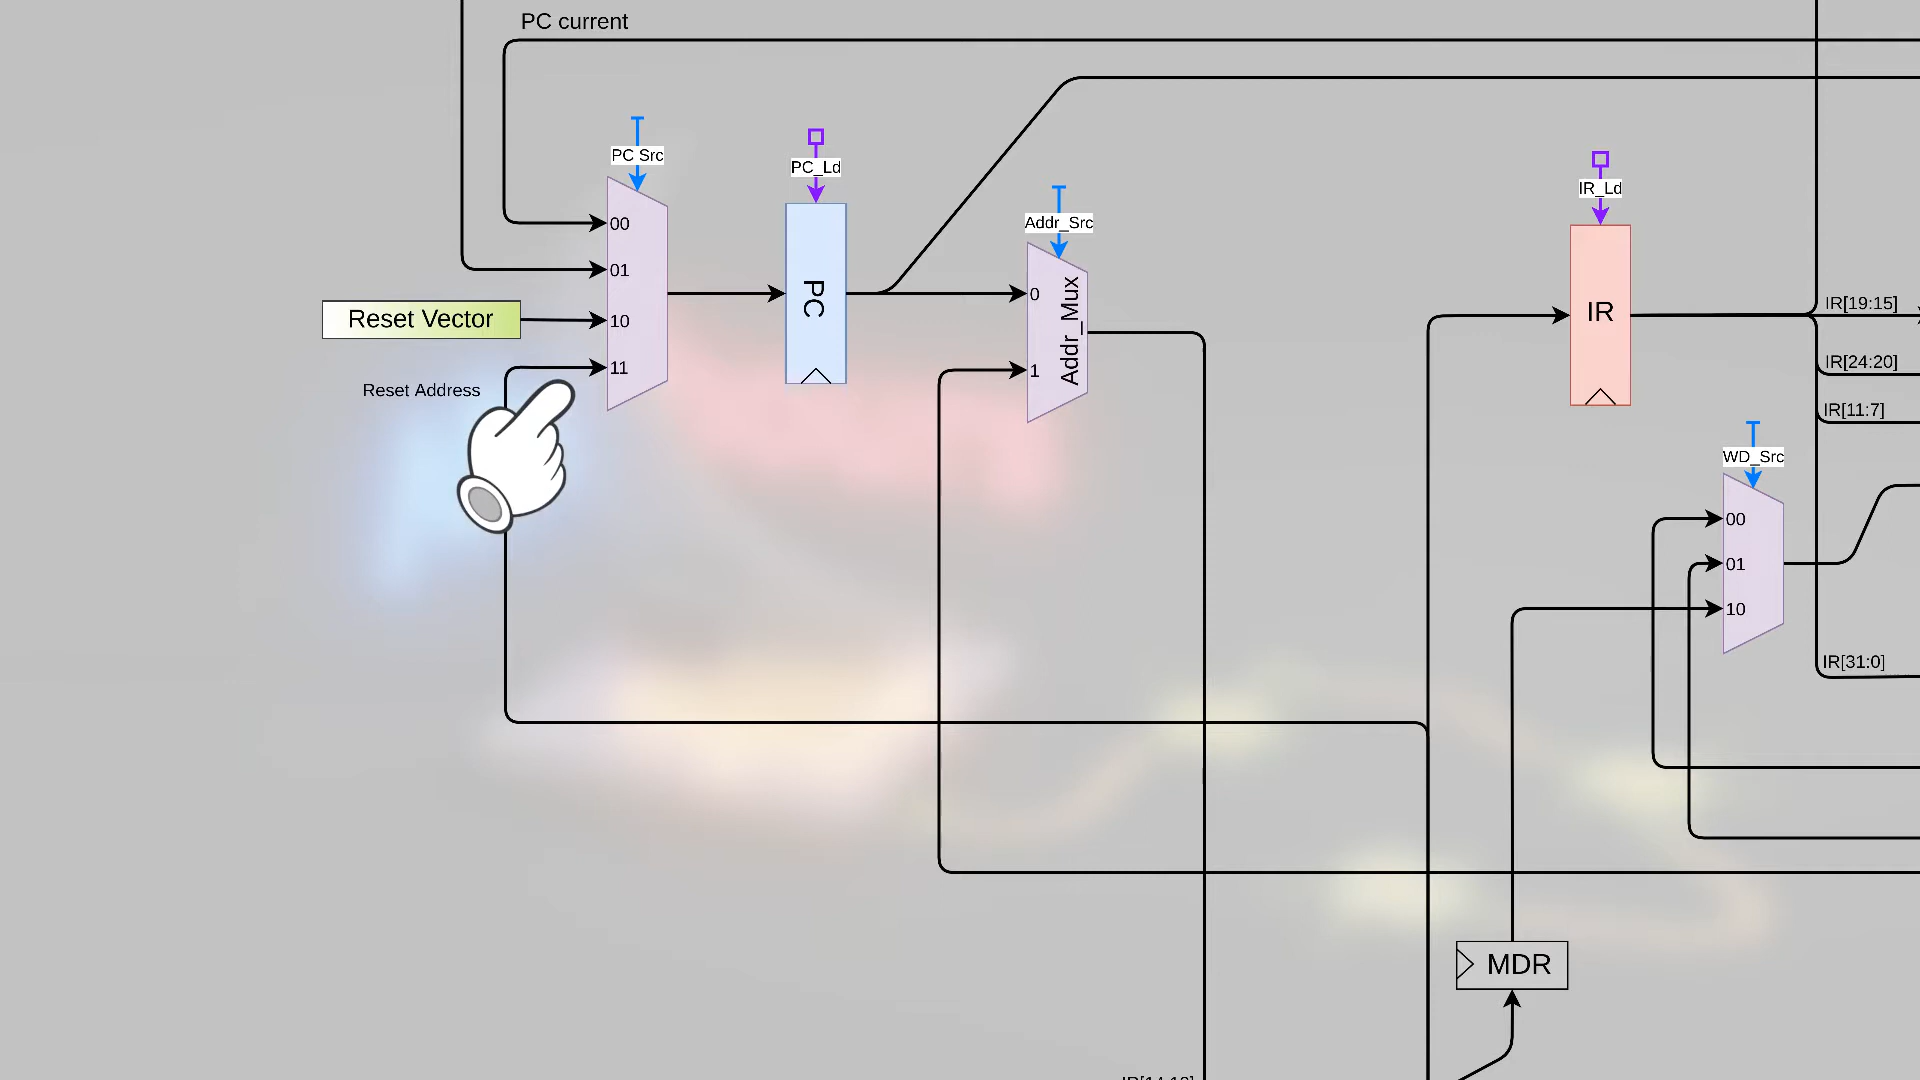 PC current
PC Src
PC_Ld
IR_Ld
Addr_Src
00
01
10
11
Reset Vector
Reset Address
PC
0
1
Addr_Mux
IR
IR[19:15]
IR[24:20]
IR[11:7]
WD_Src
00
01
10
IR[31:0]
MDR